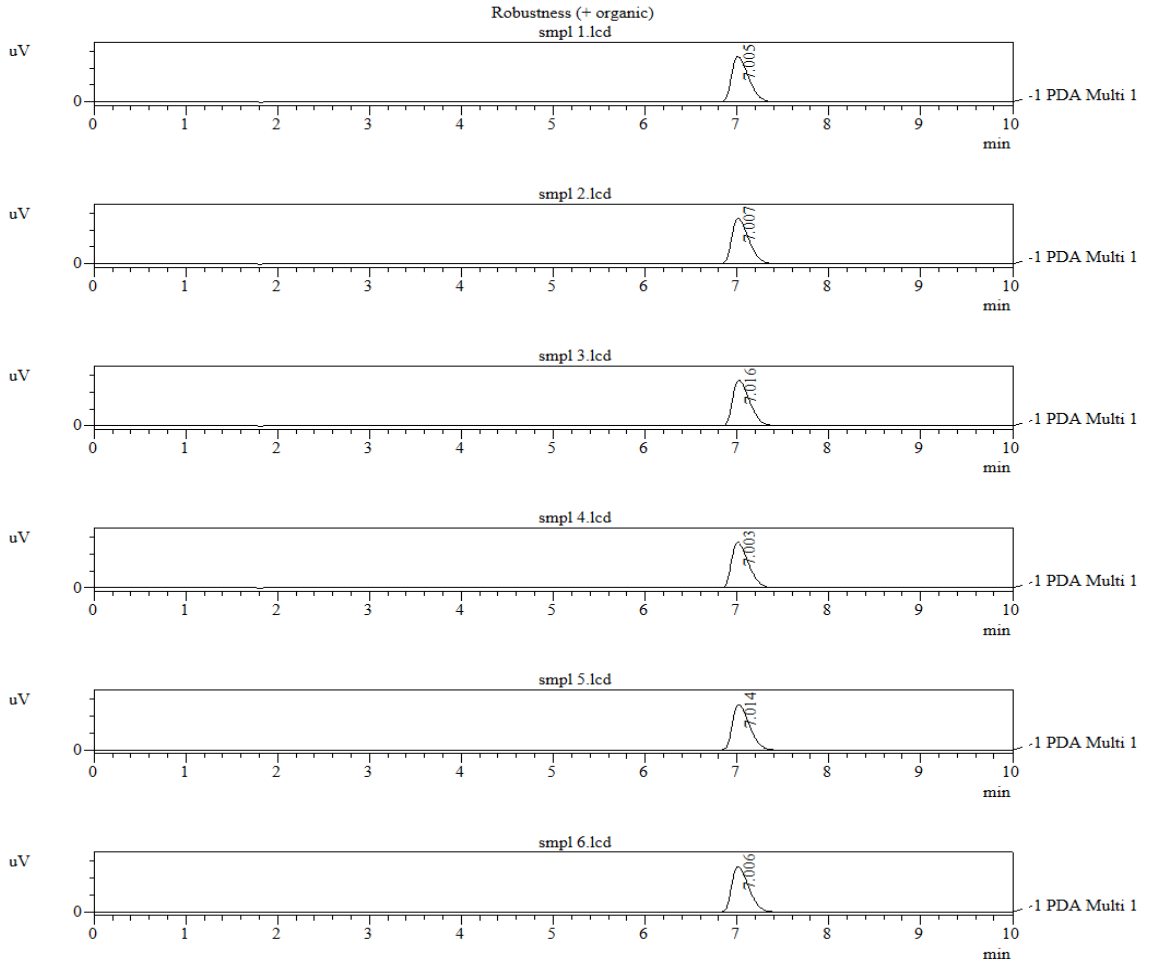 Robustness (+ organic)
smpl 1.lcd
uV
7.005
0
-1 PDA Multi 1
0 1 2 3 4 5 6 7 8 9 10
min
smpl 2.lcd
uV
7.007
0
-1 PDA Multi 1
0 1 2 3 4 5 6 7 8 9 10
min
smpl 3.lcd
uV
7.016
0
-1 PDA Multi 1
0 1 2 3 4 5 6 7 8 9 10
min
smpl 4.lcd
uV
7.003
0
-1 PDA Multi 1
0 1 2 3 4 5 6 7 8 9 10
min
smpl 5.lcd
uV
7.014
0
-1 PDA Multi 1
0 1 2 3 4 5 6 7 8 9 10
min
smpl 6.lcd
uV
7.006
0
-1 PDA Multi 1
0 1 2 3 4 5 6 7 8 9 10
min